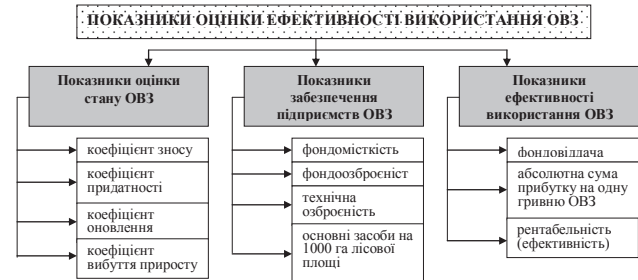 ПОКАЗНИКИ ОЦІНКИ ЕФЕКТИВНОСТІ ВИКОРИСТАННЯ ОВЗ
Показники оцінки
стану ОВЗ
коефіцієнт зносу
коефіцієнт
придатності
коефіцієнт
оновлення
коефіцієнт
вибуття приросту
Показники
забезпечення
підприємств ОВЗ
фондомісткість
фондоозброєніст
технічна
озброєність
основні засоби на
1000 га лісової
площі
Показники
ефективності
використання ОВЗ
фондовіддача
абсолютна сума
прибутку на одну
гривню ОВЗ
рентабельність
(ефективність)